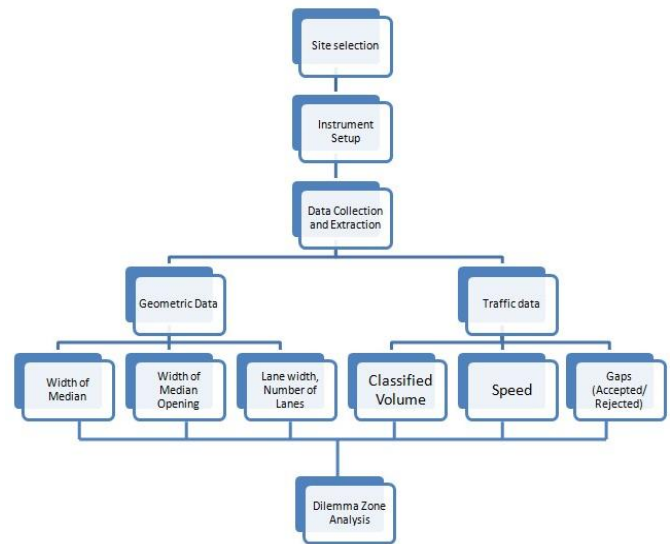 Site selection
Instrument
Setup
Data Collection
and Extraction
Geometric Data
Traffic data
Width of
Median
Width of
Median
Opening
Lane width,
Number of
Lanes
Classified
Volume
Speed
Gaps
(Accepted/
Rejected)
Dilemma Zone
Analysis